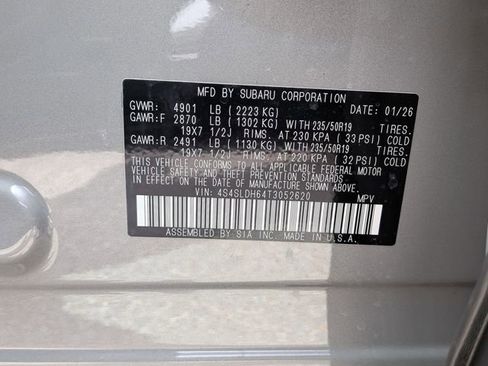 MFD BY SUBARU CORPORATION
GVWR: 4901 LB ( 2223 KG) DATE: 01/26
GAWR:F 2870 LB ( 1302 KG) WITH 235/50R19 TIRES.
19X7 1/2J RIMS. AT 230 KPA ( 33 PSI) COLD
GAWR:R 2491 LB ( 1130 KG) WITH 235/50R19 TIRES.
19X7 1/2J RIMS. AT 220 KPA ( 32 PSI) COLD
THIS VEHICLE CONFORMS TO ALL APPLICABLE FEDERAL MOTOR
VEHICLE SAFETY AND THEFT PREVENTION STANDARDS
IN EFFECT ON THE DATE OF MANUFACTURE SHOWN ABOVE.
VIN: 4S4SLDH64T3052620 MPV
ASSEMBLED BY SIA INC. MADE IN U.S.A.